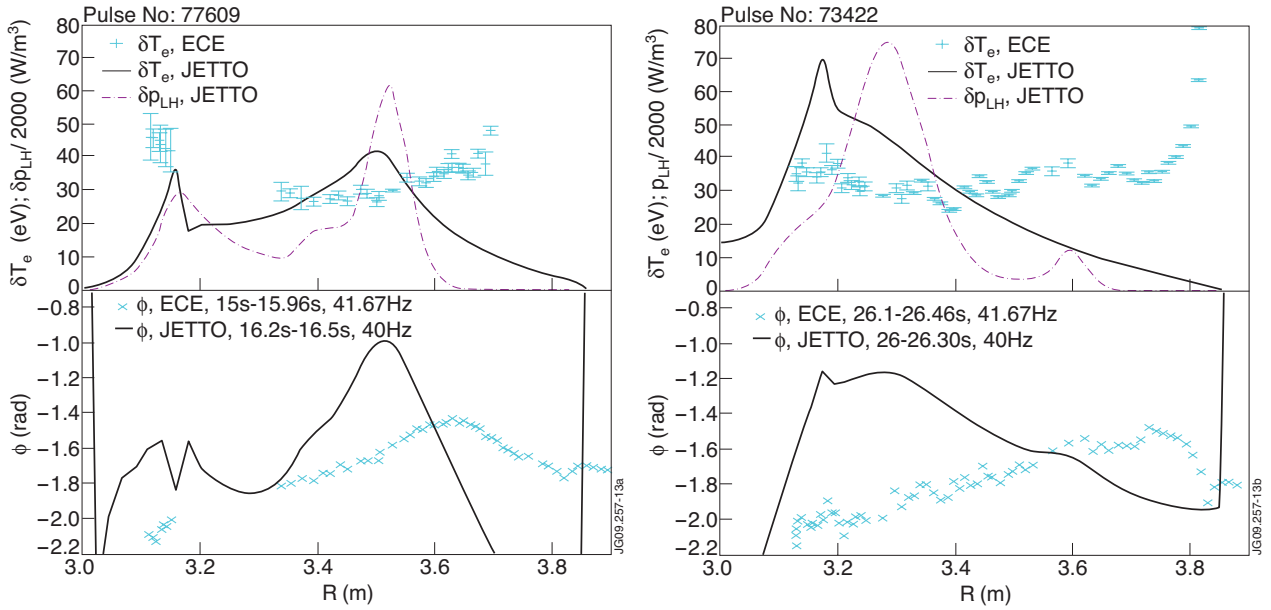 Pulse No: 77609
80
70
60
50
40
30
20
10
0
δTe (eV); δpLH/ 2000 (W/m³)
δTe, ECE
δTe, JETTO
δpLH, JETTO
−0.8
−1.0
−1.4
−1.6
−1.8
−2.0
−2.2
ϕ (rad)
ϕ, ECE, 15s-15.96s, 41.67Hz
ϕ, JETTO, 16.2s-16.5s, 40Hz
3.0
3.2
3.4
3.6
3.8
R (m)
JG09.257-13a
Pulse No: 73422
80
70
60
50
40
30
20
10
0
δTe (eV); pLH/ 2000 (W/m³)
δTe, ECE
δTe, JETTO
δpLH, JETTO
−0.8
−1.0
−1.4
−1.6
−1.8
−2.0
−2.2
ϕ (rad)
ϕ, ECE, 26.1-26.46s, 41.67Hz
ϕ, JETTO, 26-26.30s, 40Hz
3.0
3.2
3.4
3.6
3.8
R (m)
JG09.257-13b